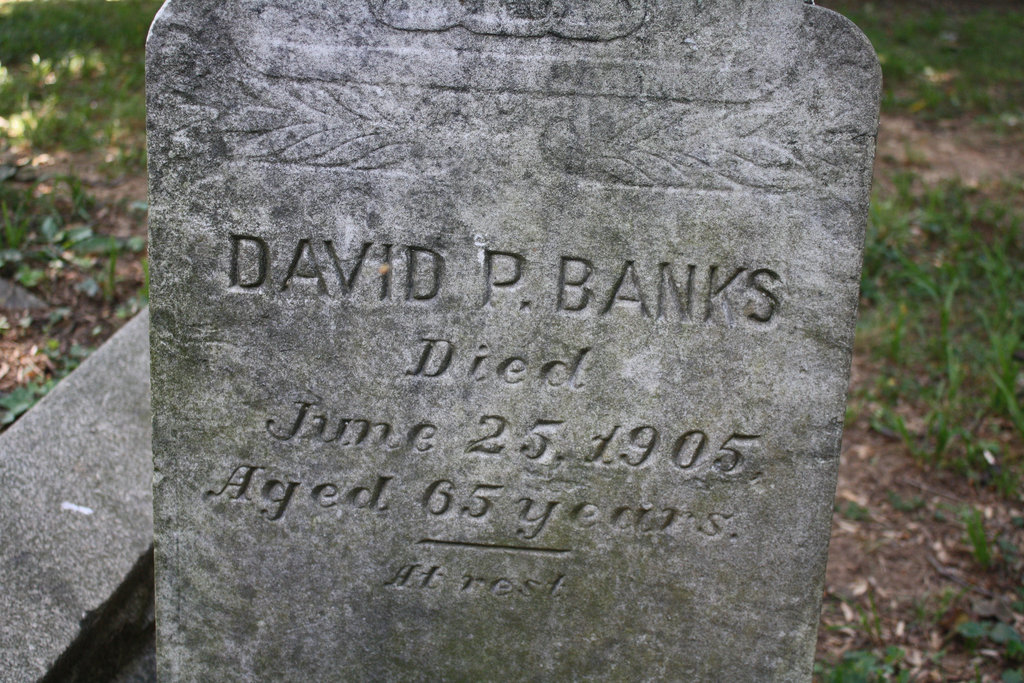 DAVID P. BANKS
Died
June 25, 1905,
Aged 65 years.
At rest